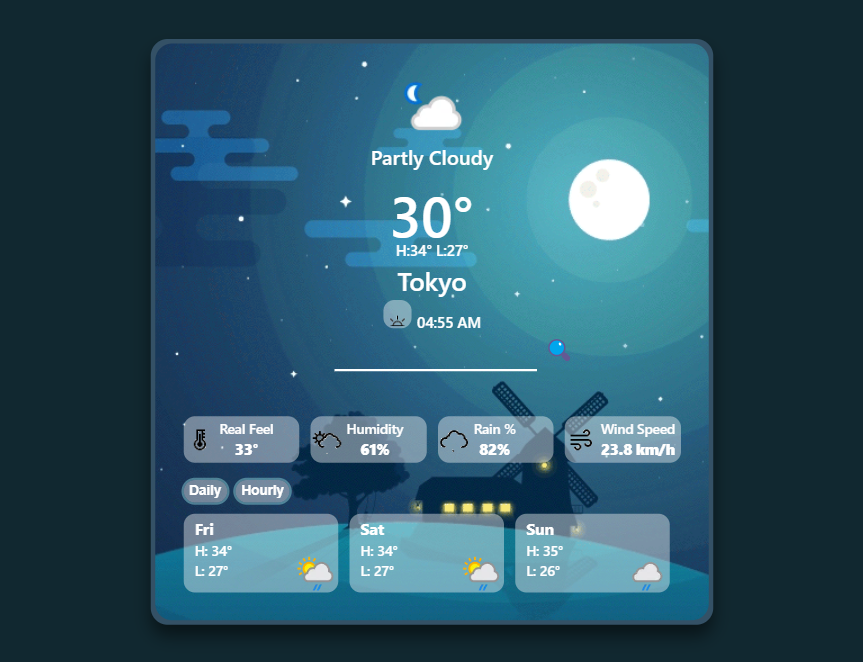 Partly Cloudy
30°
H:34° L:27°
Tokyo
04:55 AM
Real Feel
33°
Humidity
61%
Rain %
82%
Wind Speed
23.8 km/h
Daily
Hourly
Fri
H: 34°
L: 27°
Sat
H: 34°
L: 27°
Sun
H: 35°
L: 26°